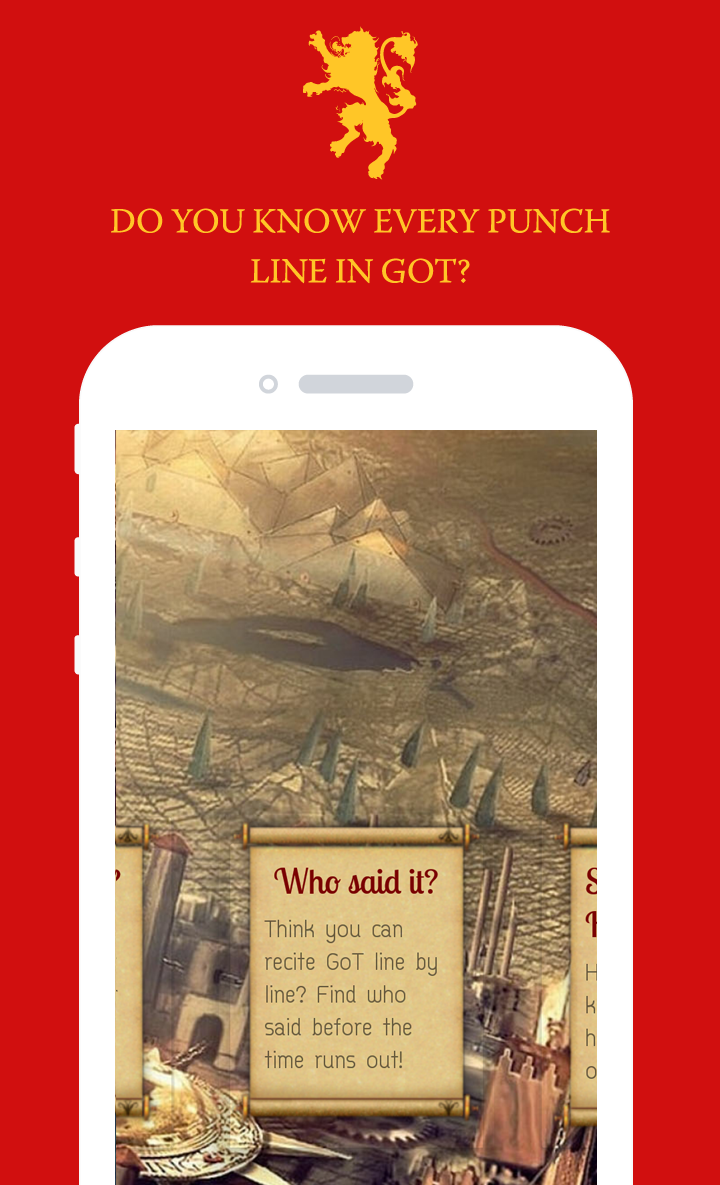 DO YOU KNOW EVERY PUNCH
LINE IN GOT?
Who said it?
Think you can
recite GoT line by
line? Find who
said before the
time runs out!